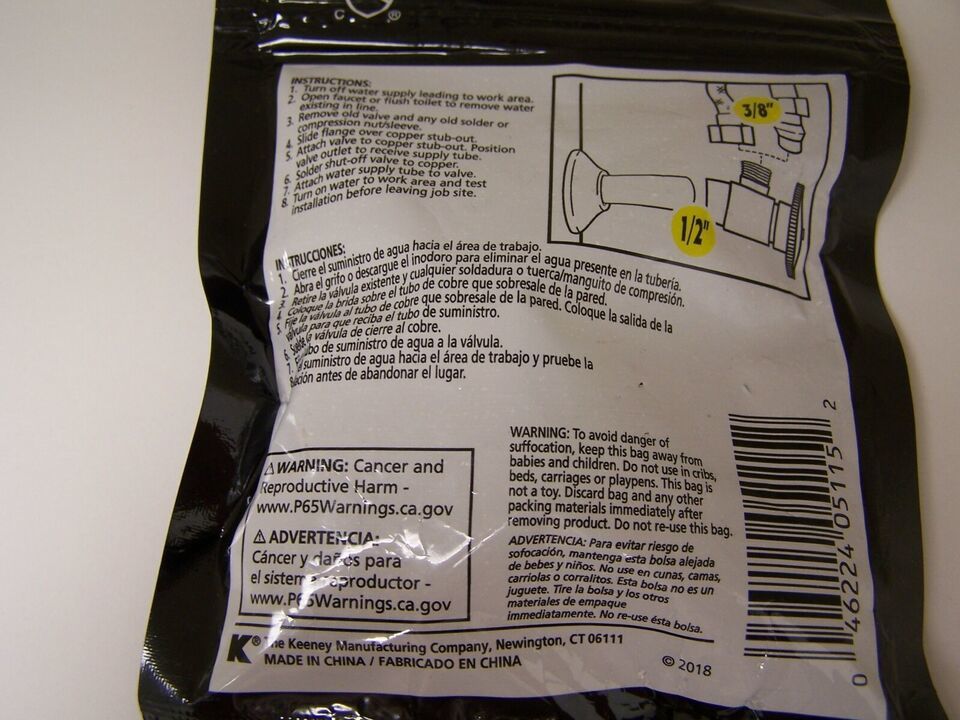 C ®
INSTRUCTIONS:
1. Turn off water supply leading to work area.
2. Open faucet or flush toilet to remove water
existing in line.
3. Remove old valve and any old solder or
compression nut/sleeve.
4. Slide flange over copper stub-out.
5. Attach valve to copper stub-out. Position
valve outlet to receive supply tube.
6. Solder shut-off valve to copper.
7. Attach water supply tube to valve.
8. Turn on water to work area and test
installation before leaving job site.
3/8"
1/2"
INSTRUCCIONES:
1. Cierre el suministro de agua hacia el área de trabajo.
2. Abra el grifo o descargue el inodoro para eliminar el agua presente en la tubería.
3. Retire la válvula existente y cualquier soldadura o tuerca/manguito de compresión.
4. Coloque la brida sobre el tubo de cobre que sobresale de la pared.
5. Fije la válvula al tubo de cobre que sobresale de la pared. Coloque la salida de la
válvula para que reciba el tubo de suministro.
6. la válvula de cierre al cobre.
7. tubo de suministro de agua a la válvula.
suministro de agua hacia el área de trabajo y pruebe la
antes de abandonar el lugar.
⚠ WARNING: Cancer and
Reproductive Harm -
www.P65Warnings.ca.gov
⚠ ADVERTENCIA:
Cáncer y daños para
el sistema reproductor -
www.P65Warnings.ca.gov
WARNING: To avoid danger of
suffocation, keep this bag away from
babies and children. Do not use in cribs,
beds, carriages or playpens. This bag is
not a toy. Discard bag and any other
packing materials immediately after
removing product. Do not re-use this bag.
ADVERTENCIA: Para evitar riesgo de
sofocación, mantenga esta bolsa alejada
de bebes y niños. No use en cunas, camas,
carriolas o corralitos. Esta bolsa no es un
juguete. Tire la bolsa y los otros
materiales de empaque
immediatamente. No re-use ésta bolsa.
0 46224 05115 2
K® The Keeney Manufacturing Company, Newington, CT 06111
MADE IN CHINA / FABRICADO EN CHINA
© 2018